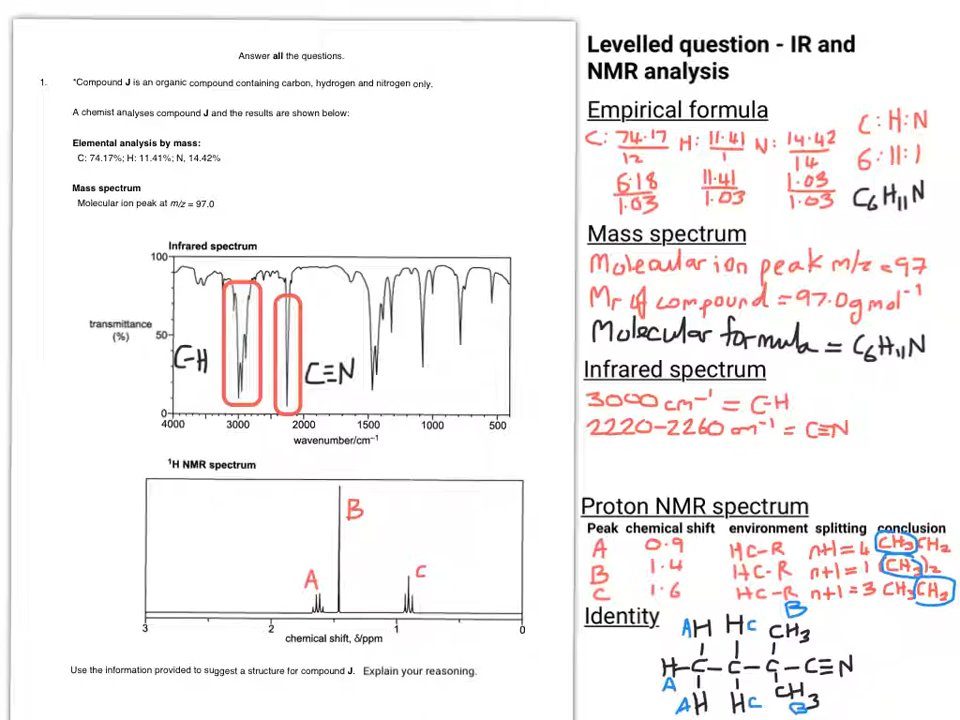 Answer all the questions.
1. *Compound J is an organic compound containing carbon, hydrogen and nitrogen only.
A chemist analyses compound J and the results are shown below:
Elemental analysis by mass:
C: 74.17%; H: 11.41%; N, 14.42%
Mass spectrum
Molecular ion peak at m/z = 97.0
Infrared spectrum
100
transmittance
(%)
50
0
C-H
C≡N
4000 3000 2000 1500 1000 500
wavenumber/cm⁻¹
¹H NMR spectrum
B
A
C
3 2 1 0
chemical shift, δ/ppm
Use the information provided to suggest a structure for compound J. Explain your reasoning.
Levelled question - IR and
NMR analysis
Empirical formula
C: 74.17/12 H: 11.41/1 N: 14.42/14
6.18/1.03 11.41/1.03 1.03/1.03
C:H:N
6:11:1
C₆H₁₁N
Mass spectrum
Molecular ion peak m/z = 97
Mr of compound = 97.0gmol⁻¹
Molecular formula = C₆H₁₁N
Infrared spectrum
3000 cm⁻¹ = C-H
2220-2260 cm⁻¹ = C≡N
Proton NMR spectrum
Peak chemical shift environment splitting conclusion
A 0.9 HC-R n+1=4 CH₃CH₂
B 1.4 HC-R n+1=1 (CH₃)₂
C 1.6 HC-R n+1=3 CH₃CH₂
Identity
B
AH HC CH₃
H-C-C-C-C≡N
A
AH HC CH₃
B